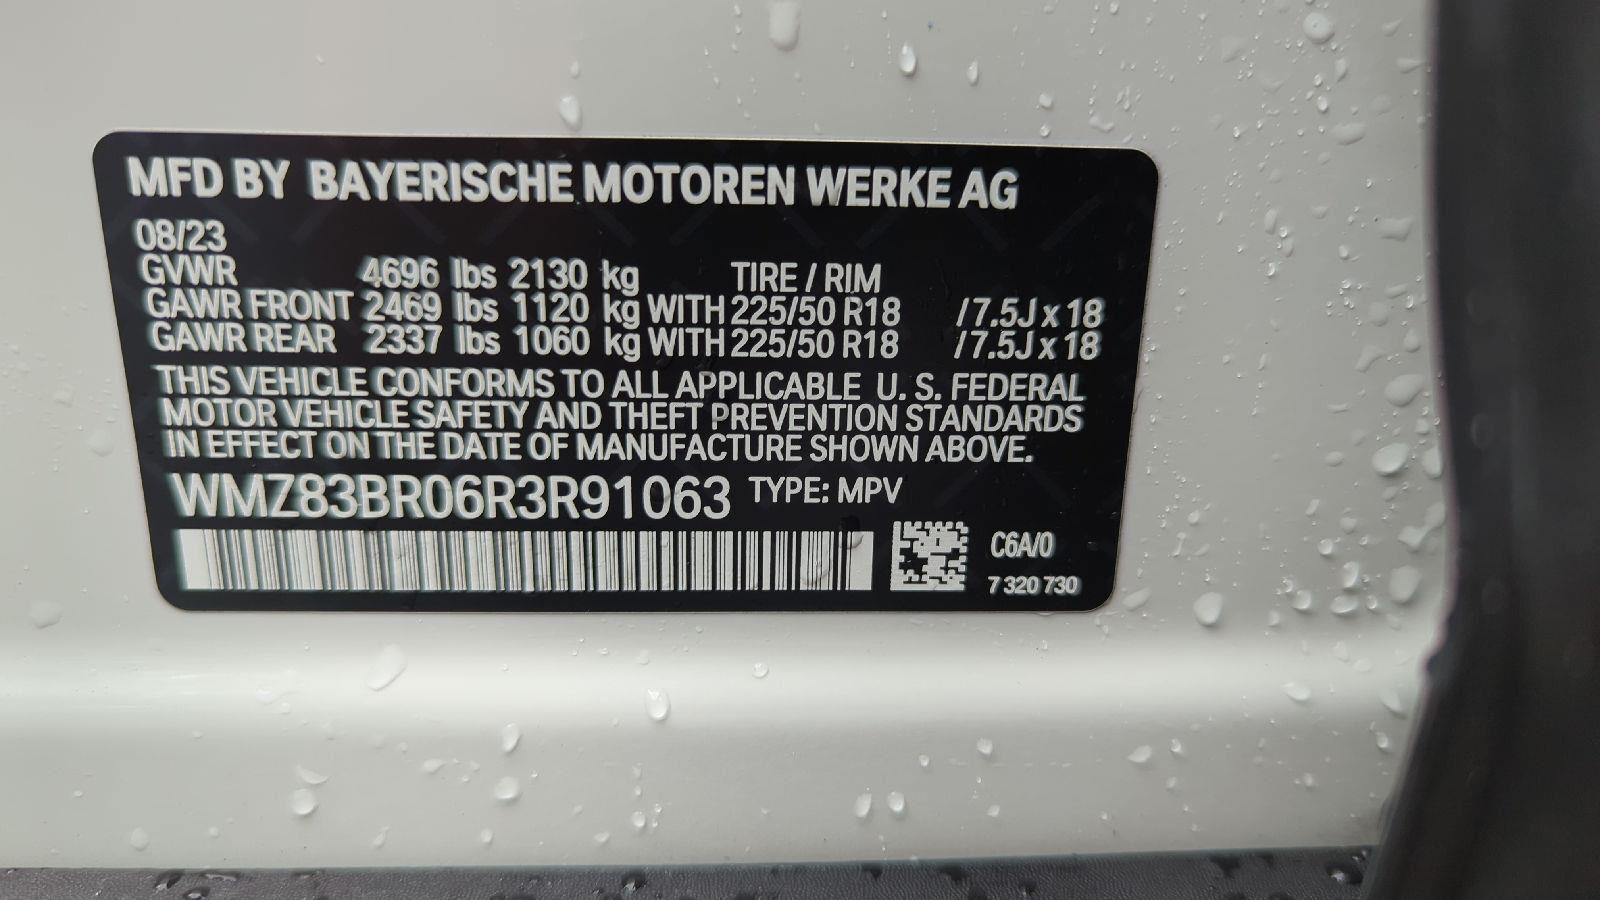 MFD BY BAYERISCHE MOTOREN WERKE AG
08/23
GVWR 4696 lbs 2130 kg TIRE / RIM
GAWR FRONT 2469 lbs 1120 kg WITH 225/50 R18 / 7.5J x 18
GAWR REAR 2337 lbs 1060 kg WITH 225/50 R18 / 7.5J x 18
THIS VEHICLE CONFORMS TO ALL APPLICABLE U. S. FEDERAL
MOTOR VEHICLE SAFETY AND THEFT PREVENTION STANDARDS
IN EFFECT ON THE DATE OF MANUFACTURE SHOWN ABOVE.
WMZ83BR06R3R91063 TYPE: MPV
C6A/0
7 320 730